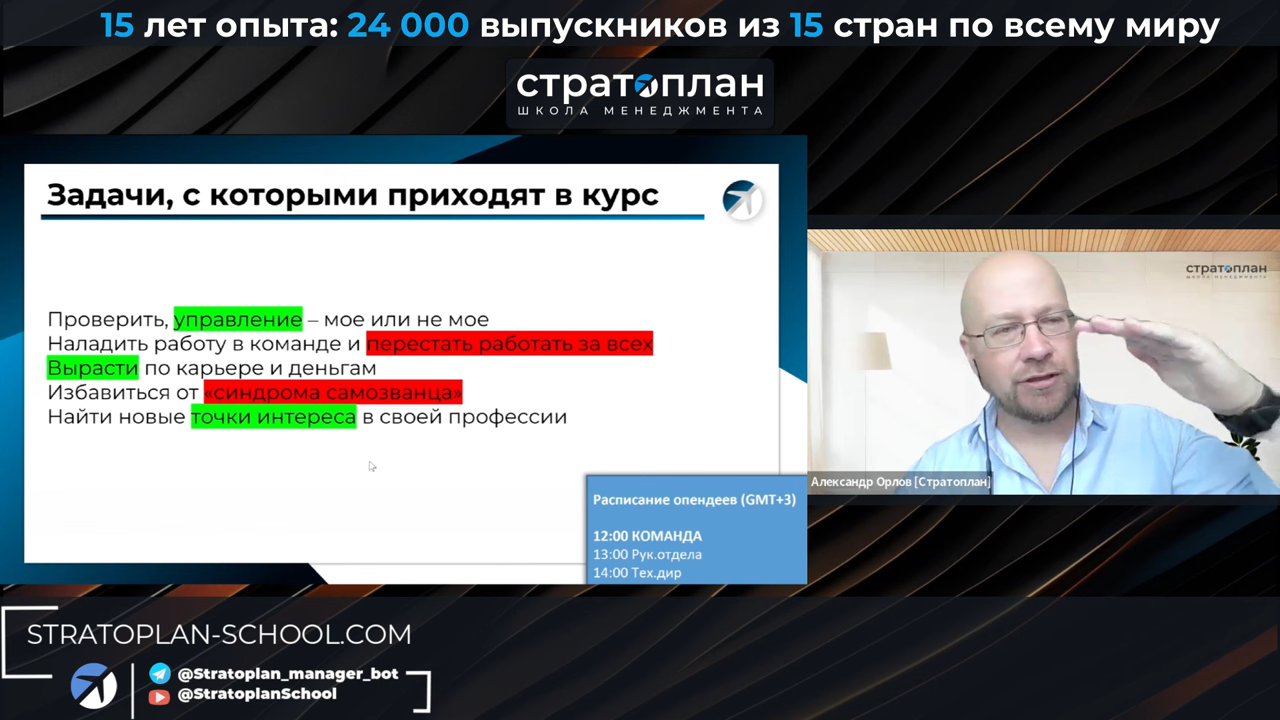 15 лет опыта: 24 000 выпускников из 15 стран по всему миру
стратоплан
ШКОЛА МЕНЕДЖМЕНТА
Задачи, с которыми приходят в курс
Проверить, управление – мое или не мое
Наладить работу в команде и перестать работать за всех
Вырасти по карьере и деньгам
Избавиться от «синдрома самозванца»
Найти новые точки интереса в своей профессии
Расписание опендеев (GMT+3)
12:00 КОМАНДА
13:00 Рук.отдела
14:00 Тех.дир
стратоплан
ШКОЛА МЕНЕДЖМЕНТА
Александр Орлов [Стратоплан]
STRATOPLAN-SCHOOL.COM
@Stratoplan_manager_bot
@StratoplanSchool